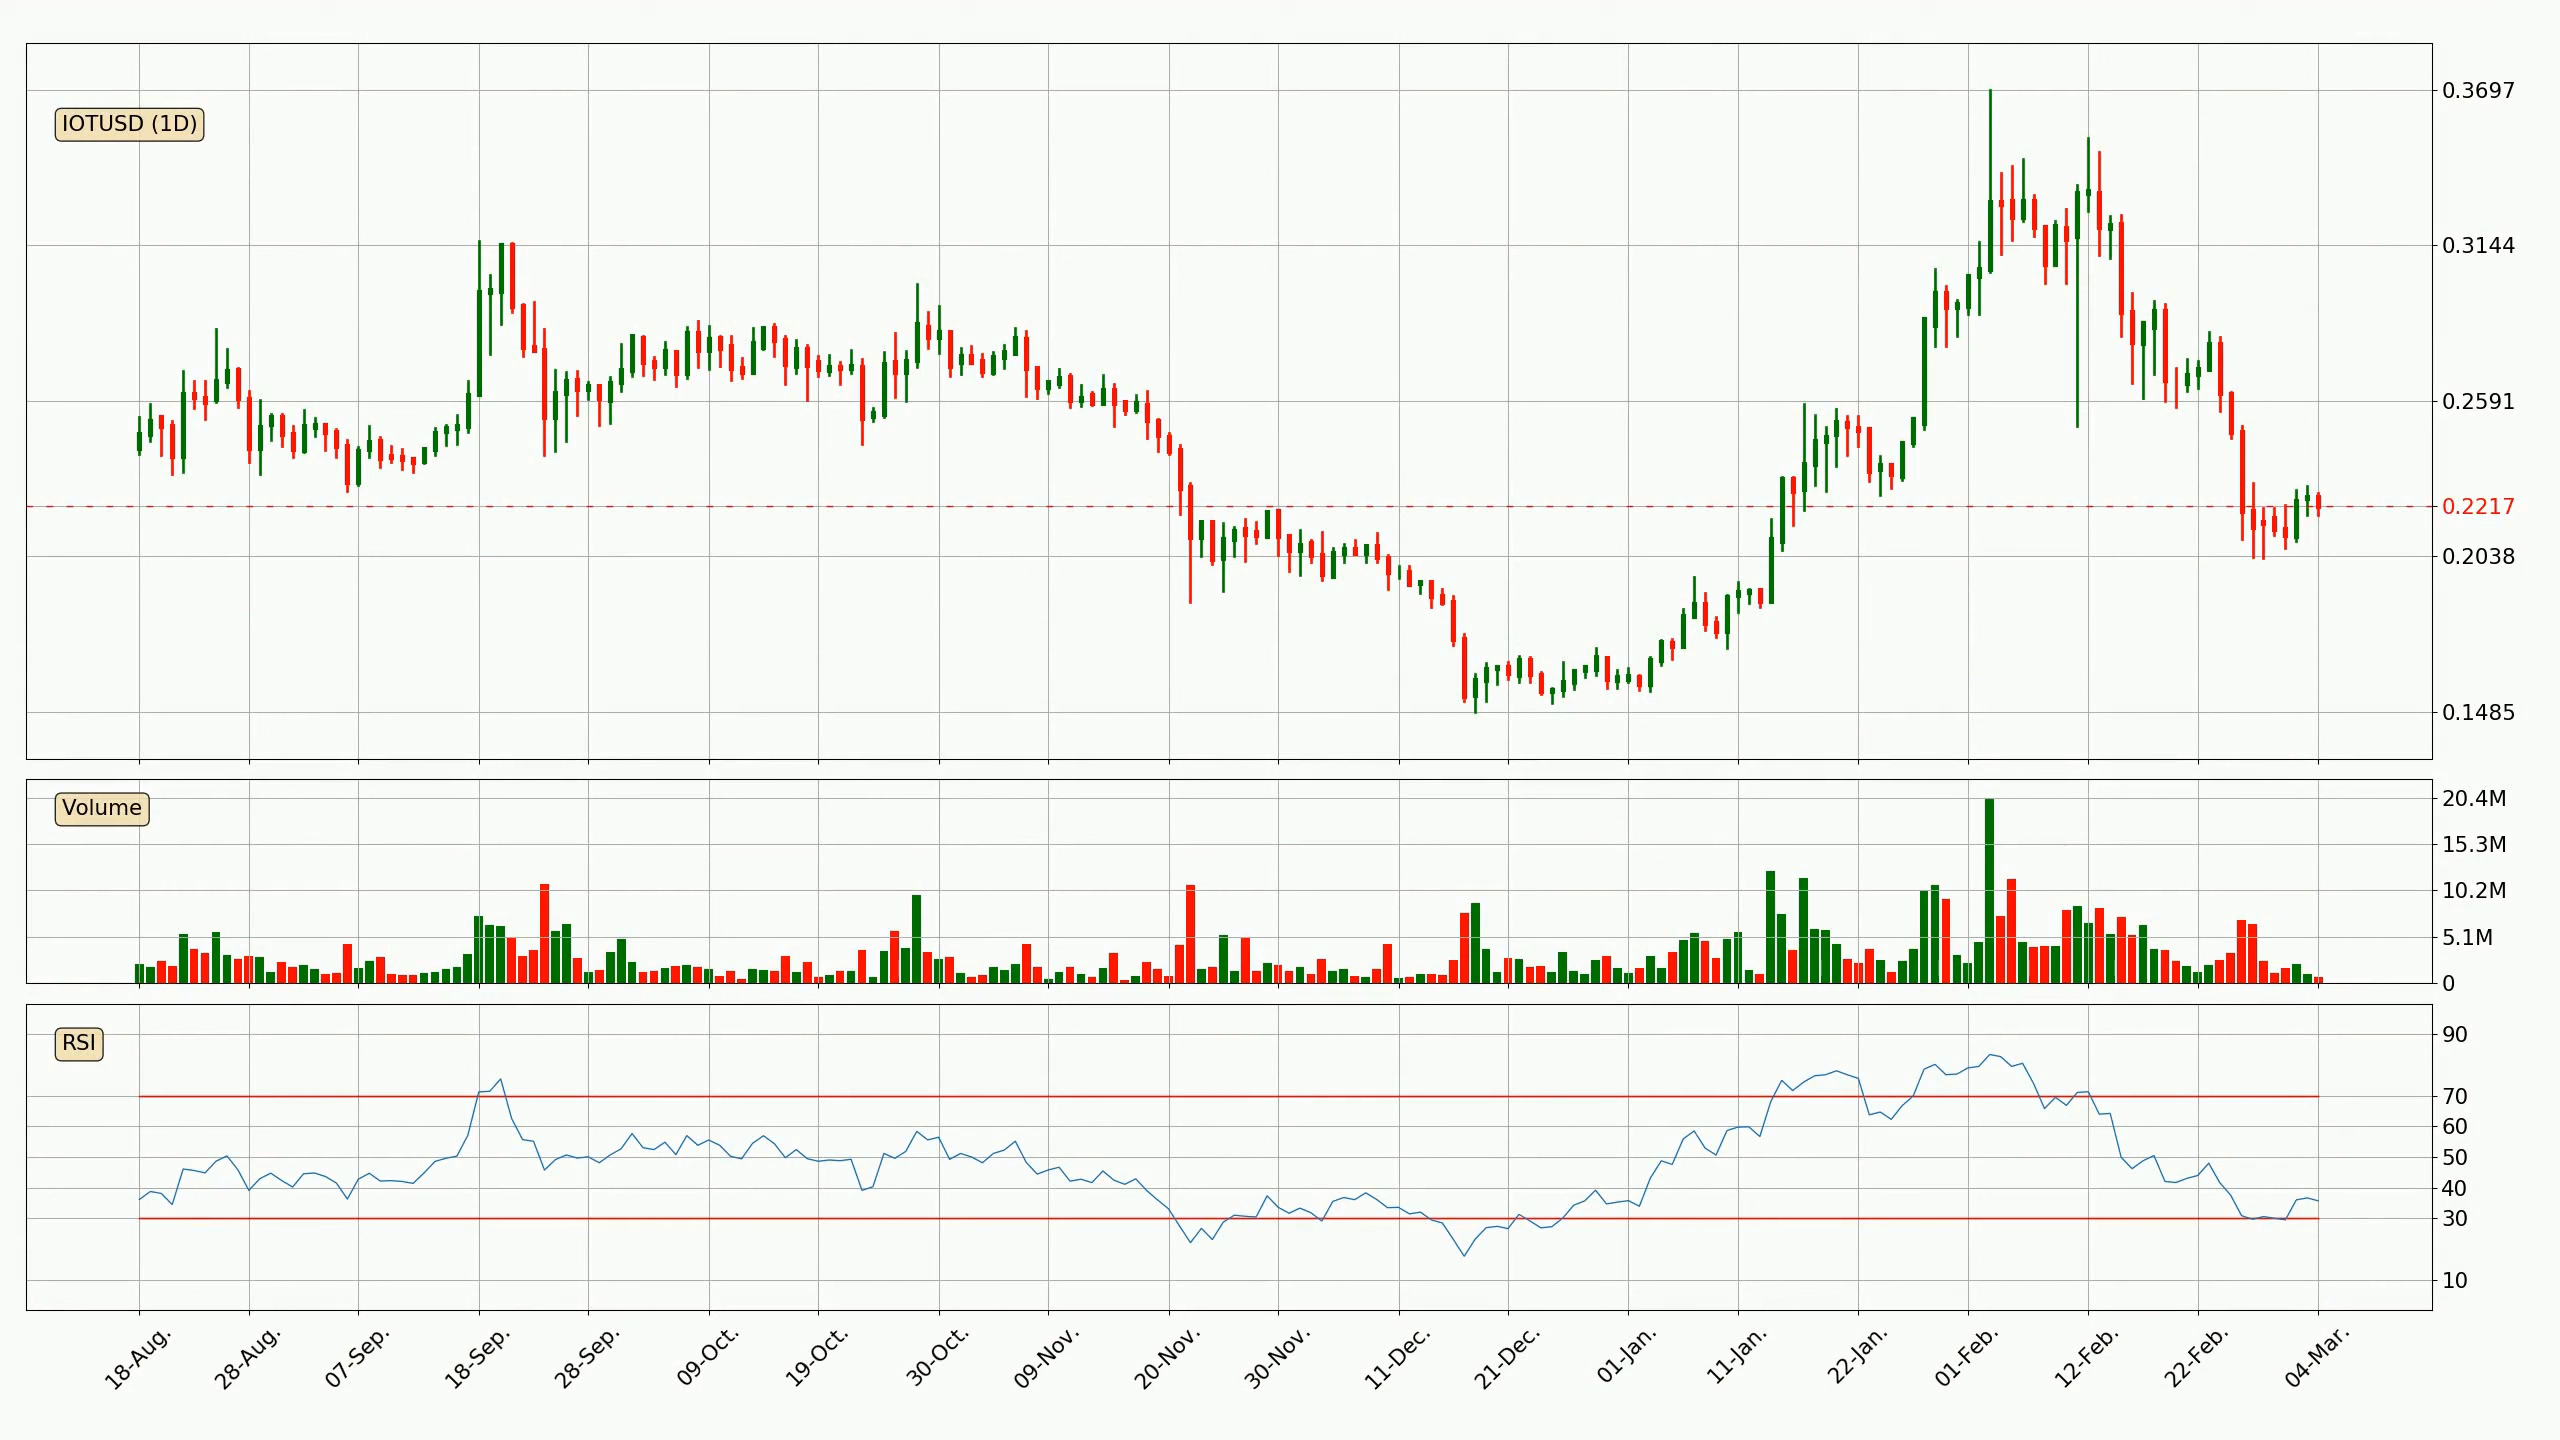 IOTUSD (1D)
0.3697
0.3144
0.2591
0.2217
0.2038
0.1485
Volume
20.4M
15.3M
10.2M
5.1M
0
RSI
90
70
60
50
40
30
10
18-Aug.
28-Aug.
07-Sep.
18-Sep.
28-Sep.
09-Oct.
19-Oct.
30-Oct.
09-Nov.
20-Nov.
30-Nov.
11-Dec.
21-Dec.
01-Jan.
11-Jan.
22-Jan.
01-Feb.
12-Feb.
22-Feb.
04-Mar.